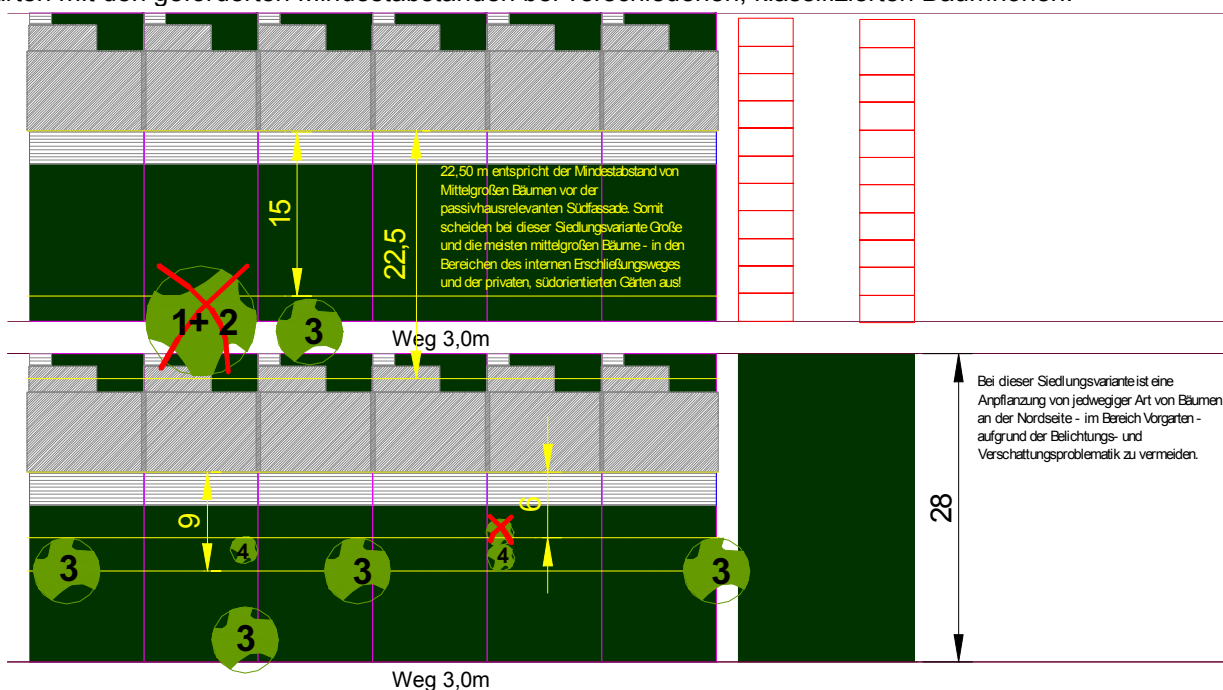 arten mit den geforderten Mindestabständen bei verschiedenen, klassifizierten Baumhöhen.
22,50 m entspricht der Mindestabstand von
Mittelgroßen Bäumen vor der
passivhausrelevanten Südfassade. Somit
scheiden bei dieser Siedlungsvariante Große
und die meisten mittelgroßen Bäume - in den
Bereichen des internen Erschließungsweges
und der privaten, südorientierten Gärten aus!
15
22,5
1+ 2
3
Weg 3,0m
Bei dieser Siedlungsvariante ist eine
Anpflanzung von jedwegiger Art von Bäumen
an der Nordseite - im Bereich Vorgarten -
aufgrund der Belichtungs- und
Verschattungsproblematik zu vermeiden.
28
9
6
3
4
3
4
3
3
Weg 3,0m